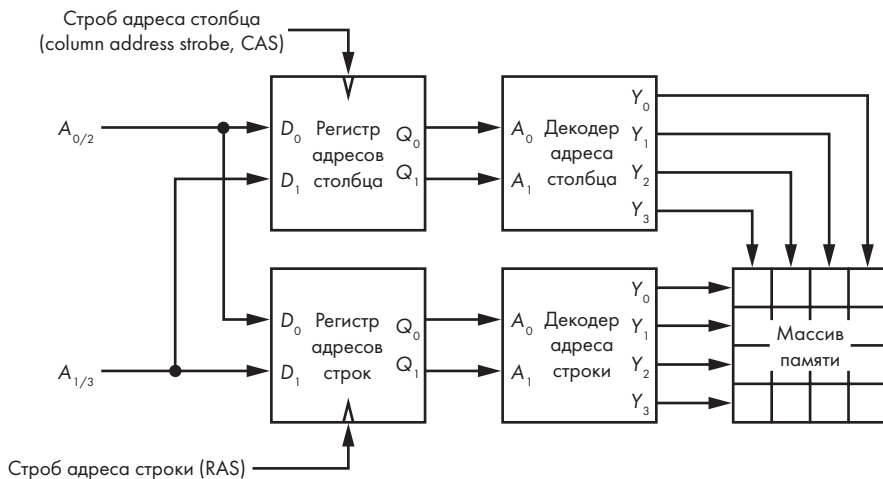 Строб адреса столбца
(column address strobe, CAS)
A0/2
D0 Регистр Q0
адресов
D1 столбца Q1
A0 Декодер
адреса
A1 столбца
Y0
Y1
Y2
Y3
A1/3
D0 Регистр Q0
адресов
D1 строк Q1
A0 Декодер
адреса
A1 строки
Y0
Y1
Y2
Y3
Массив
памяти
Строб адреса строки (RAS)